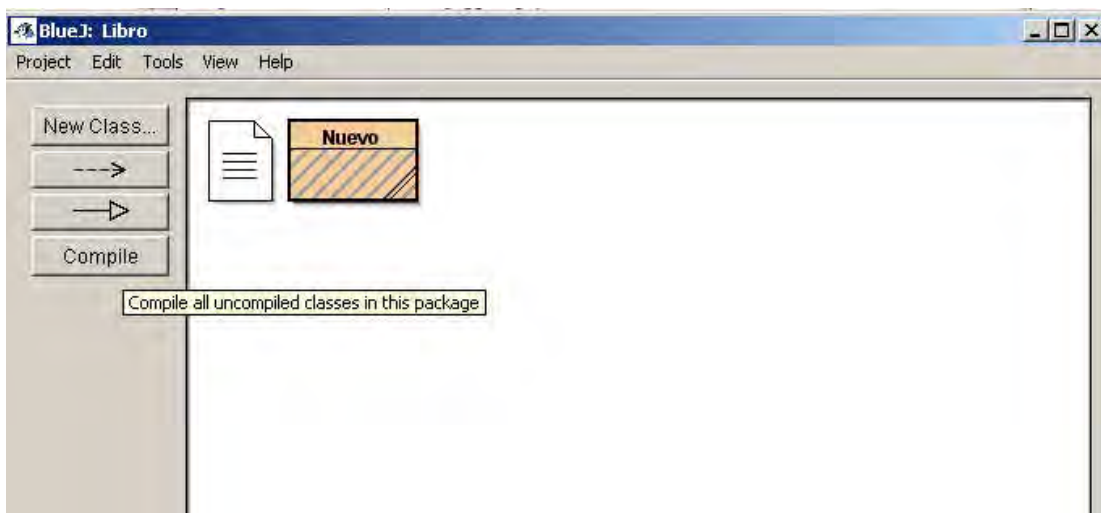 BlueJ: Libro
Project Edit Tools View Help
New Class...
Nuevo
Compile
Compile all uncompiled classes in this package